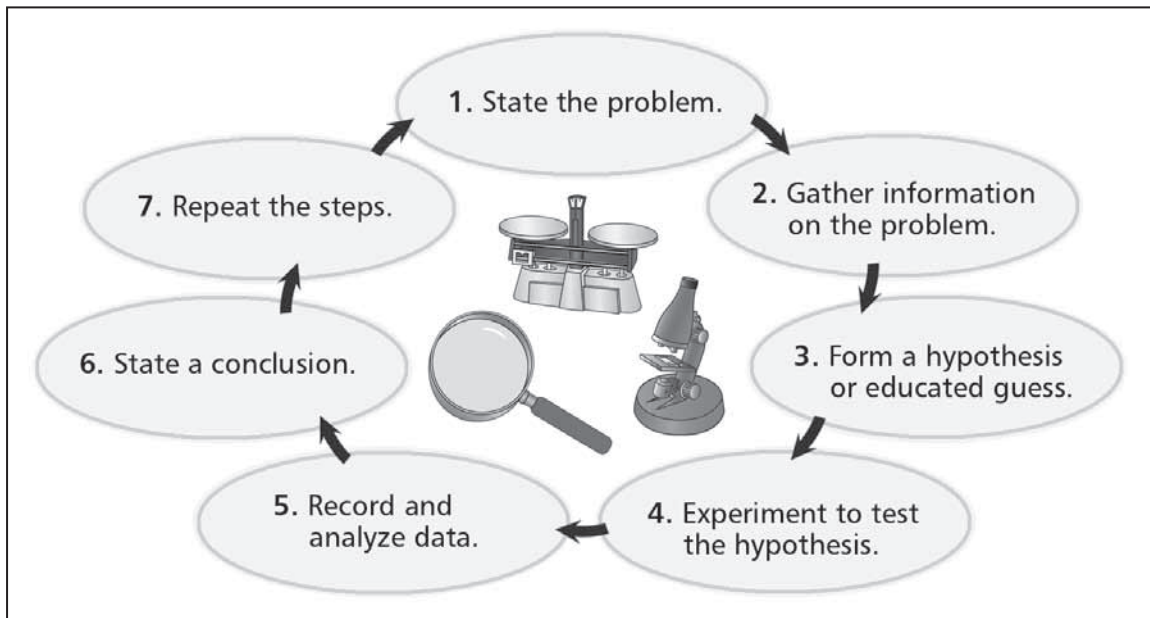 1. State the problem.
2. Gather information
on the problem.
3. Form a hypothesis
or educated guess.
4. Experiment to test
the hypothesis.
5. Record and
analyze data.
6. State a conclusion.
7. Repeat the steps.